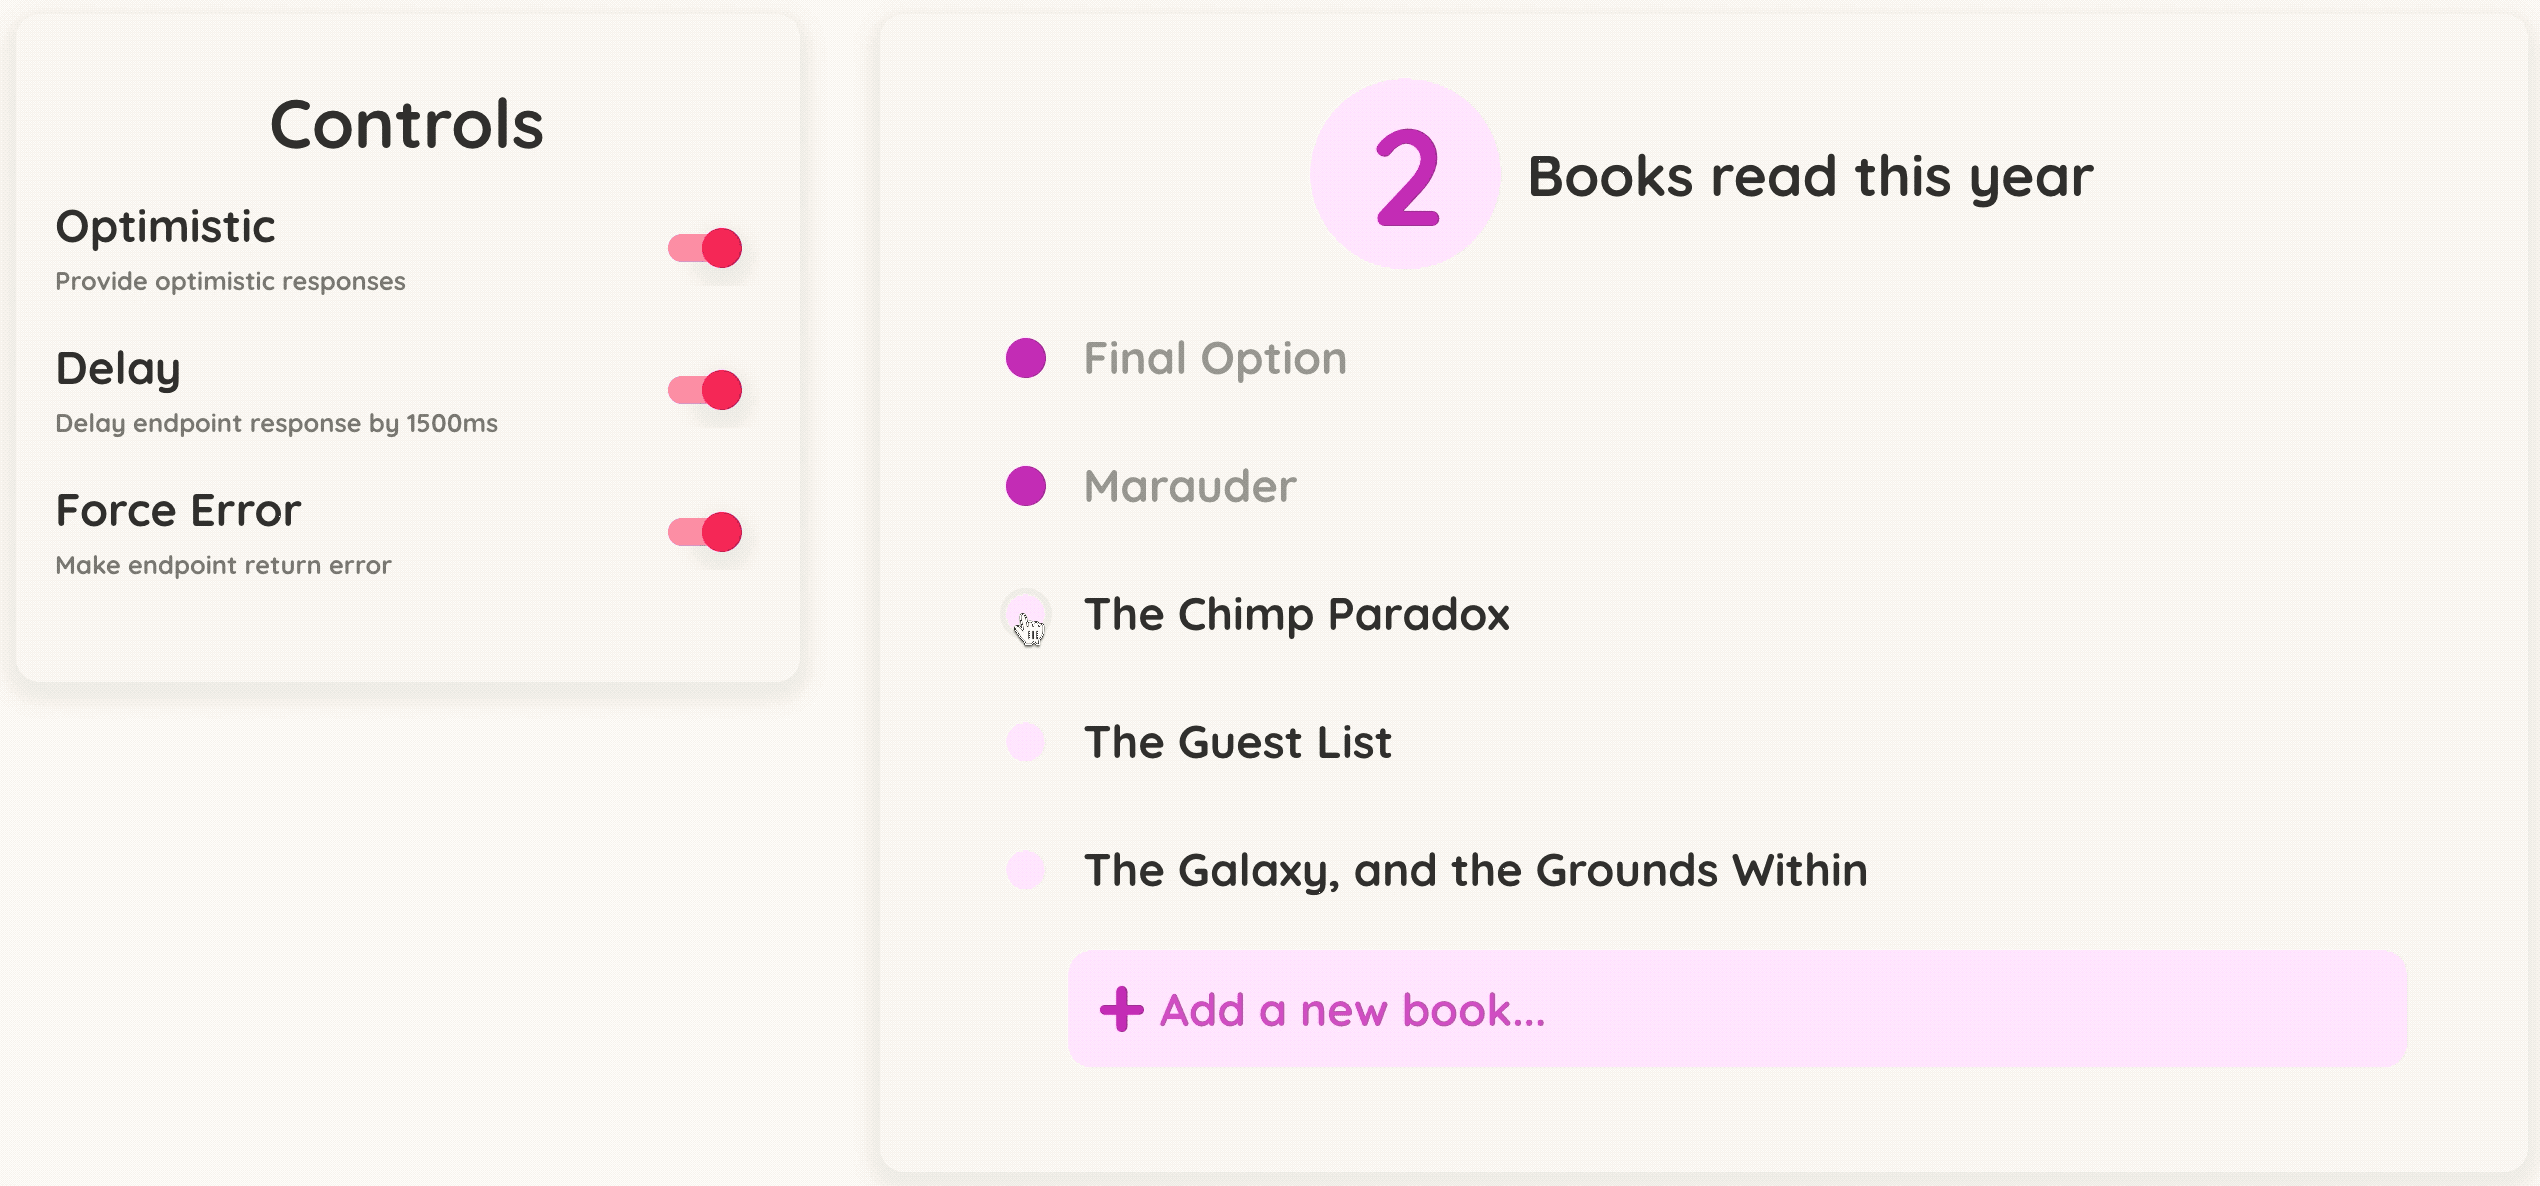 Controls
Optimistic
Provide optimistic responses
Delay
Delay endpoint response by 1500ms
Force Error
Make endpoint return error
2
Books read this year
Final Option
Marauder
The Chimp Paradox
The Guest List
The Galaxy, and the Grounds Within
+ Add a new book...